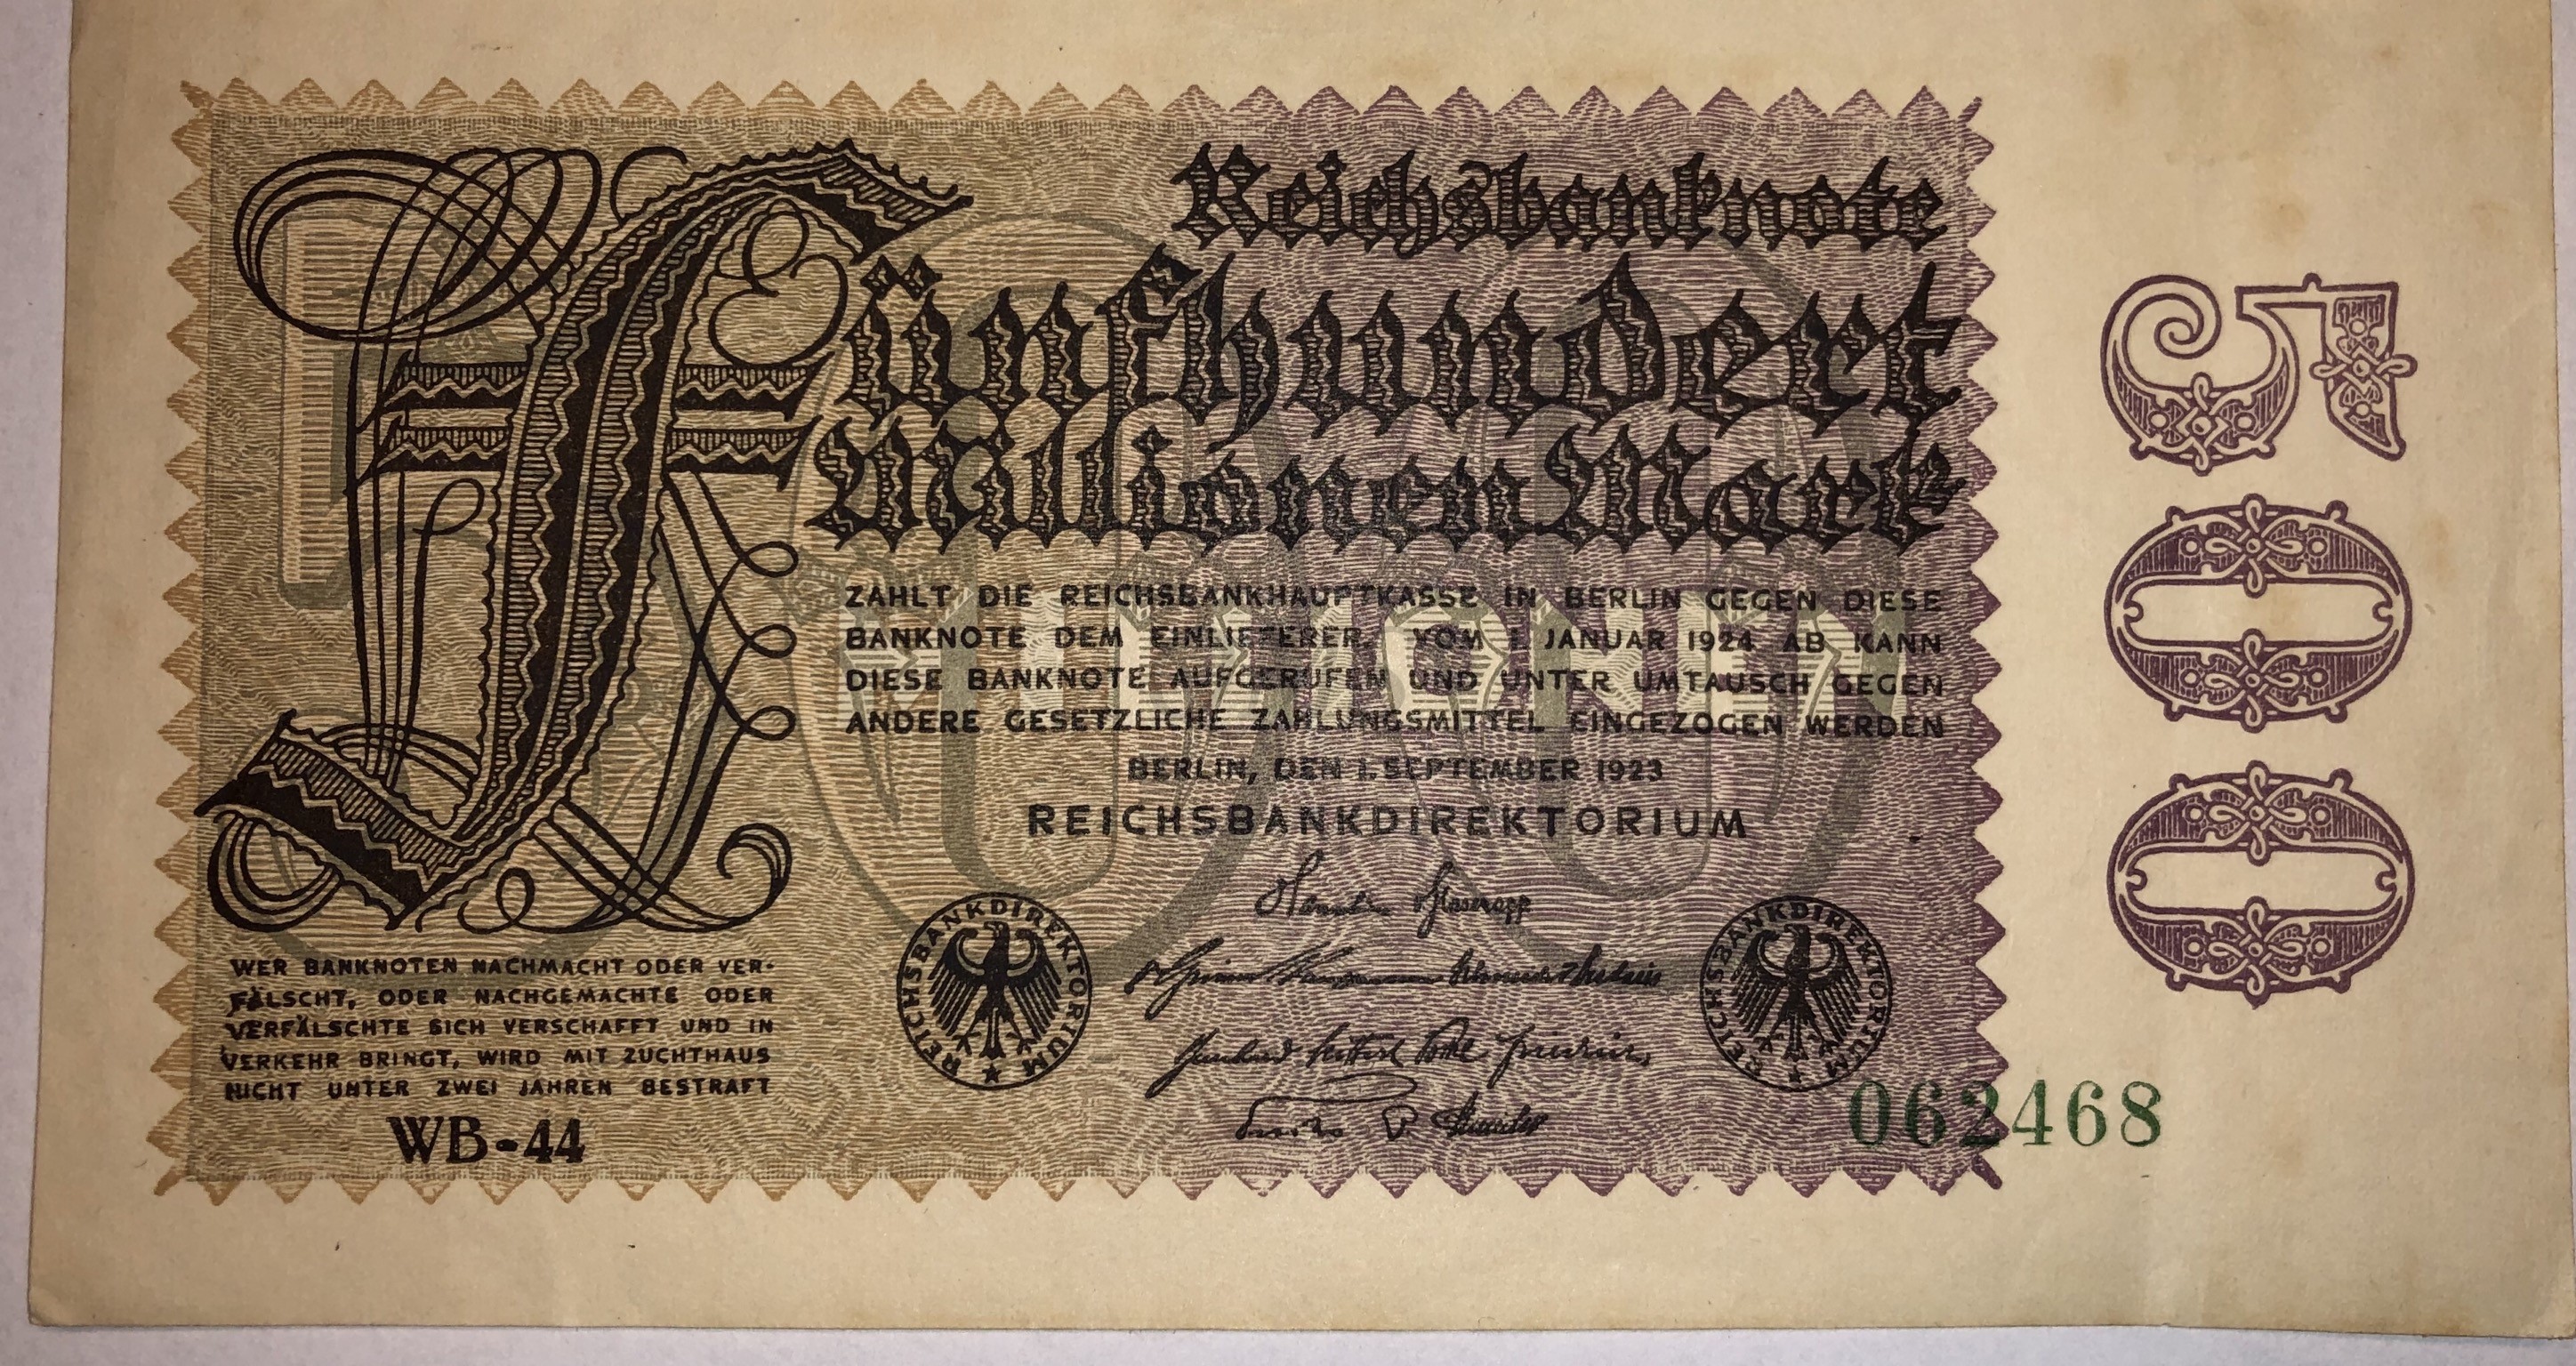 Reichsbanknote
Fünfhundert
Millionen Mark
ZAHLT DIE REICHSBANKHAUPTKASSE IN BERLIN GEGEN DIESE
BANKNOTE DEM EINLIEFERER. VOM 1. JANUAR 1924 AB KANN
DIESE BANKNOTE AUFGERUFEN UND UNTER UMTAUSCH GEGEN
ANDERE GESETZLICHE ZAHLUNGSMITTEL EINGEZOGEN WERDEN
BERLIN, DEN 1. SEPTEMBER 1923
REICHSBANKDIREKTORIUM
WER BANKNOTEN NACHMACHT ODER VER-
FÄLSCHT, ODER NACHGEMACHTE ODER
VERFÄLSCHTE SICH VERSCHAFFT UND IN
VERKEHR BRINGT, WIRD MIT ZUCHTHAUS
NICHT UNTER ZWEI JAHREN BESTRAFT
WB-44
REICHSBANKDIREKTORIUM
REICHSBANKDIREKTORIUM
062468
500
500
MILLIONEN